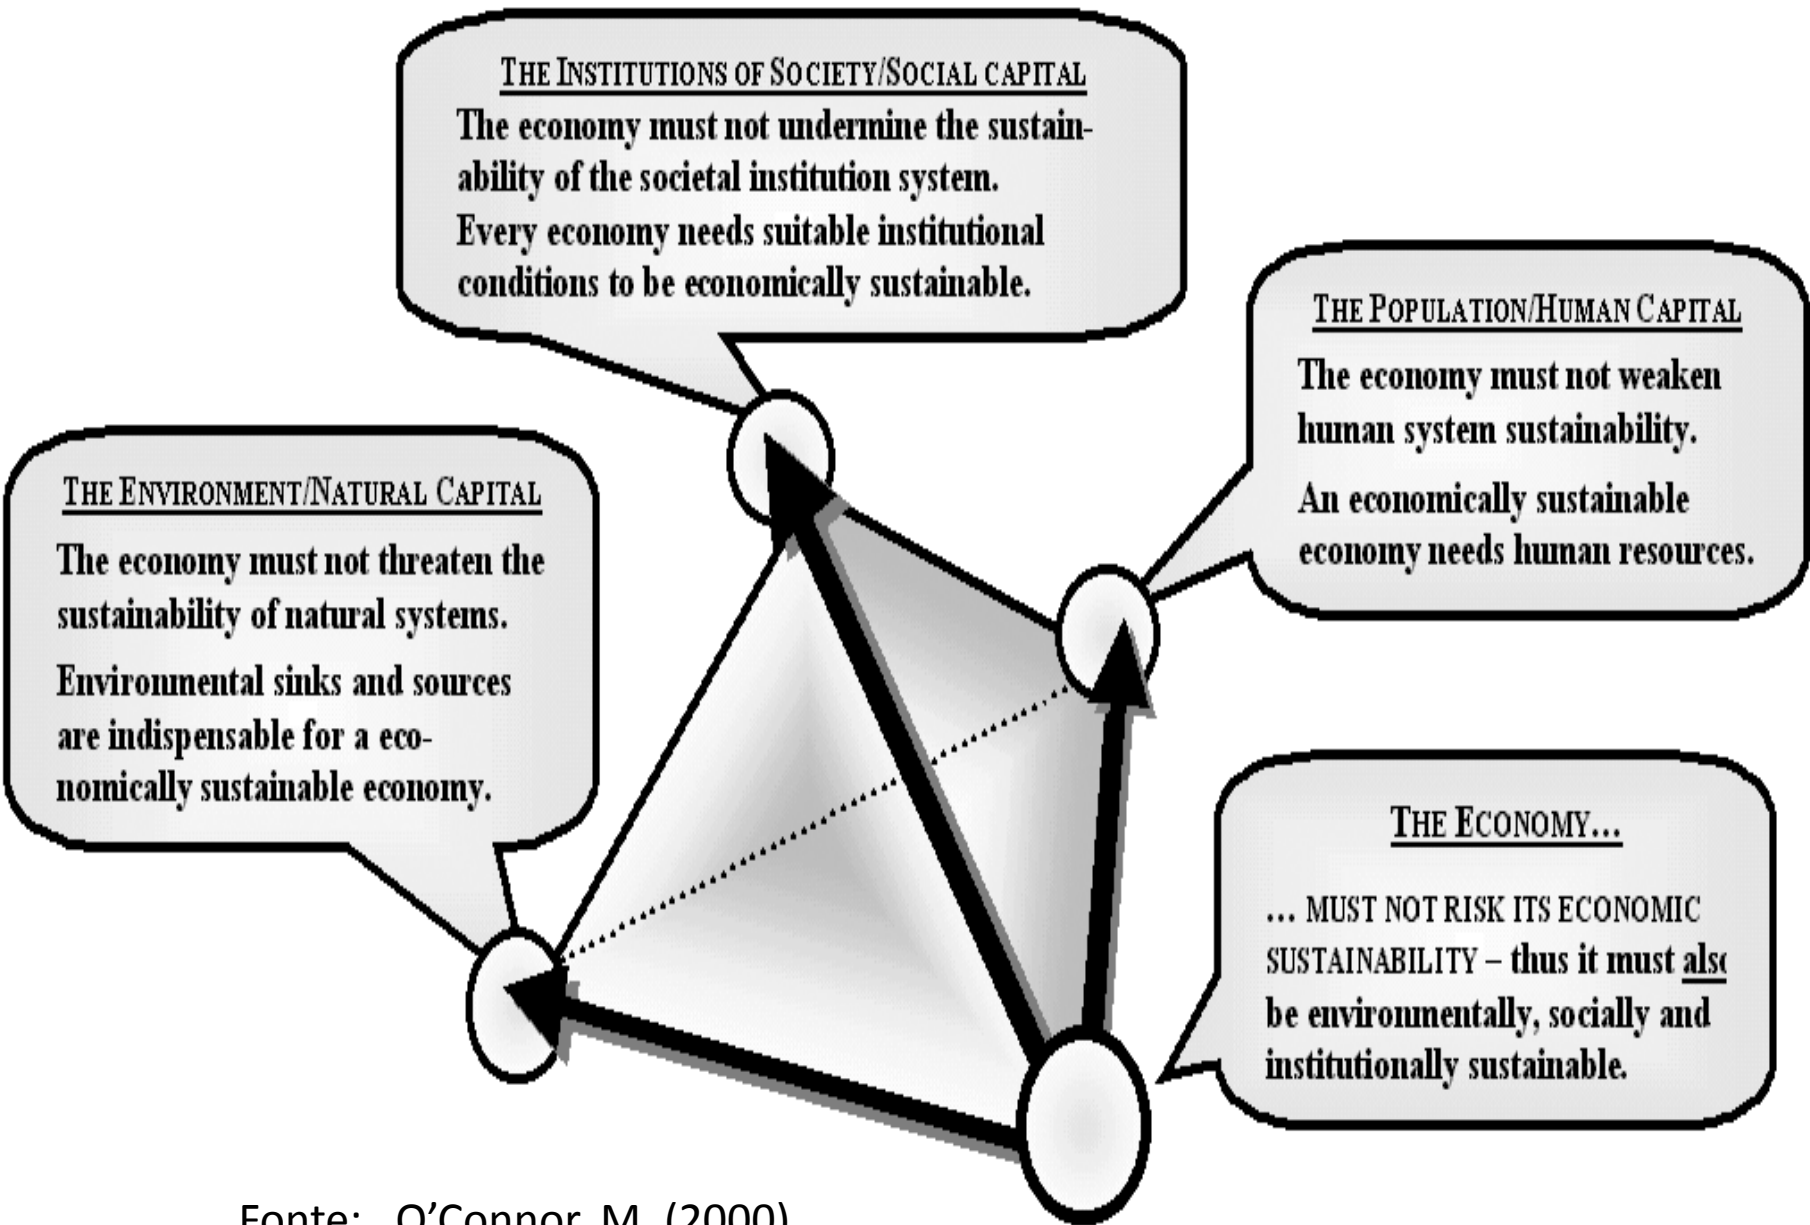 THE INSTITUTIONS OF SOCIETY/SOCIAL CAPITAL
The economy must not undermine the sustain-
ability of the societal institution system.
Every economy needs suitable institutional
conditions to be economically sustainable.
THE POPULATION/HUMAN CAPITAL
The economy must not weaken
human system sustainability.
An economically sustainable
economy needs human resources.
THE ENVIRONMENT/NATURAL CAPITAL
The economy must not threaten the
sustainability of natural systems.
Environmental sinks and sources
are indispensable for a eco-
nomically sustainable economy.
THE ECONOMY...
... MUST NOT RISK ITS ECONOMIC
SUSTAINABILITY – thus it must
be environmentally, socially and
institutionally sustainable.
Fonte: O'Connor, M. (2000)